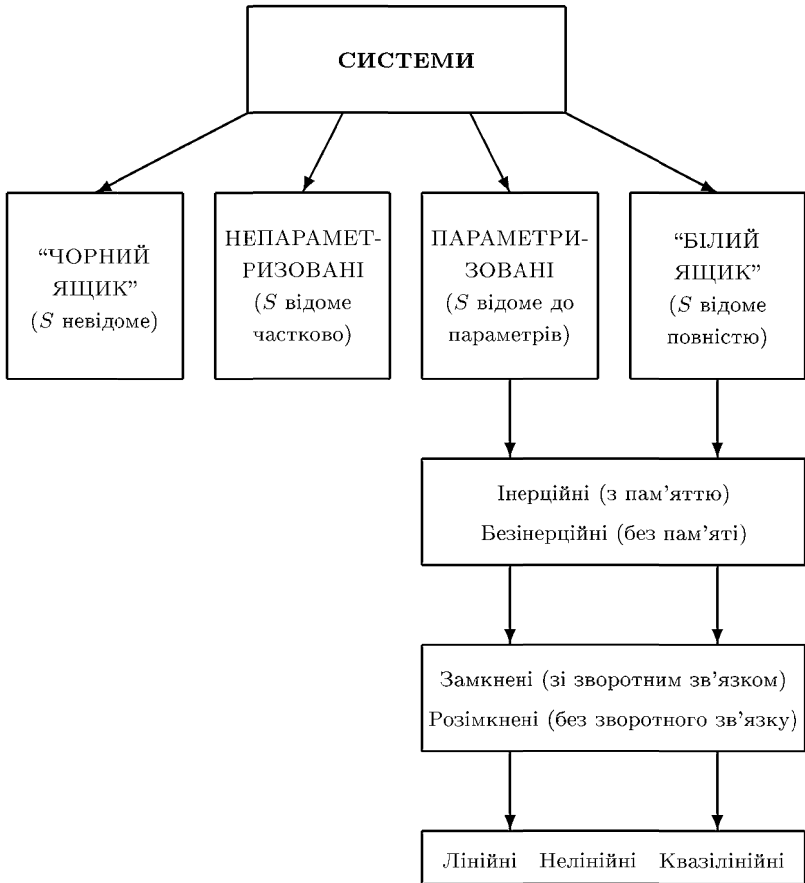 СИСТЕМИ
“ЧОРНИЙ
ЯЩИК”
(S невідоме)
НЕПАРАМЕТ-
РИЗОВАНІ
(S відоме
частково)
ПАРАМЕТРИ-
ЗОВАНІ
(S відоме до
параметрів)
“БІЛИЙ
ЯЩИК”
(S відоме
повністю)
Інерційні (з пам’яттю)
Безінерційні (без пам’яті)
Замкнені (зі зворотним зв’язком)
Розімкнені (без зворотного зв’язку)
Лінійні Нелінійні Квазілінійні